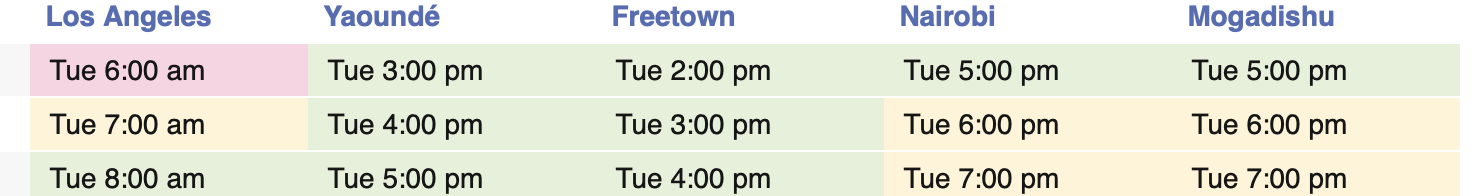 Los Angeles Yaoundé Freetown Nairobi Mogadishu
Tue 6:00 am Tue 3:00 pm Tue 2:00 pm Tue 5:00 pm Tue 5:00 pm
Tue 7:00 am Tue 4:00 pm Tue 3:00 pm Tue 6:00 pm Tue 6:00 pm
Tue 8:00 am Tue 5:00 pm Tue 4:00 pm Tue 7:00 pm Tue 7:00 pm